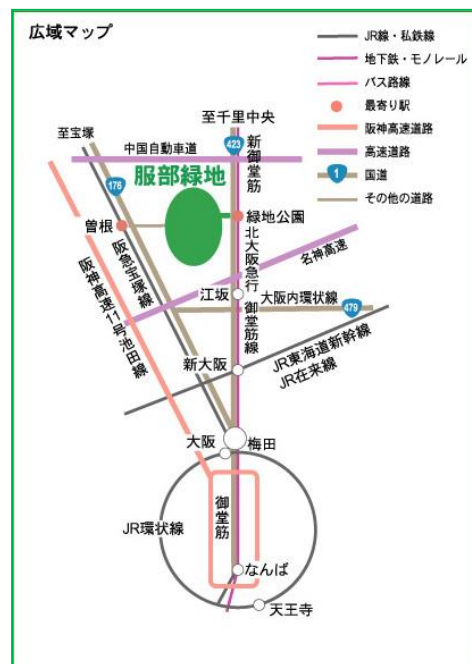 広域マップ
JR線・私鉄線
地下鉄・モノレール
バス路線
最寄り駅
阪神高速道路
高速道路
1
国道
その他の道路
至千里中央
至宝塚
中国自動車道
423
新御堂筋
176
服部緑地
曽根
緑地公園
阪急宝塚線
北大阪急行
名神高速
阪神高速11号池田線
江坂
大阪内環状線
479
御堂筋線
新大阪
JR東海道新幹線
JR在来線
大阪
梅田
御堂筋
JR環状線
なんば
天王寺